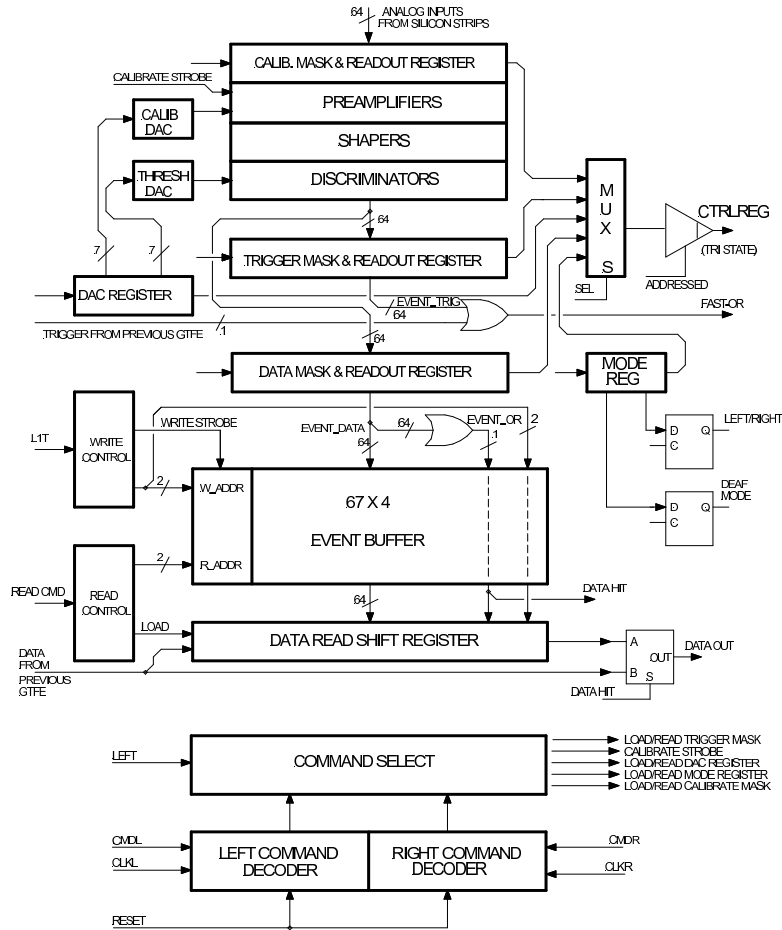 64
ANALOG INPUTS
FROM SILICON STRIPS
CALIB. MASK & READOUT REGISTER
CALIBRATE STROBE
PREAMPLIFIERS
CALIB
DAC
SHAPERS
THRESH
DAC
DISCRIMINATORS
MUX
S
CTRLREG
(TRI STATE)
64
7
7
TRIGGER MASK & READOUT REGISTER
ADDRESSED
SEL
DAC REGISTER
EVENT_TRIG
64
FAST-OR
TRIGGER FROM PREVIOUS GTFE
1
64
DATA MASK & READOUT REGISTER
MODE
REG
WRITE STROBE
EVENT_DATA
64
64
EVENT_OR
1
2
D
Q
C
LEFT/RIGHT
L1T
WRITE
CONTROL
2
W_ADDR
67 X 4
EVENT BUFFER
DEAF
MODE
D
Q
C
2
R_ADDR
READ CMD
READ
CONTROL
64
DATA HIT
LOAD
DATA READ SHIFT REGISTER
A
OUT
B
S
DATA OUT
DATA
FROM
PREVIOUS
GTFE
DATA HIT
LEFT
COMMAND SELECT
LOAD/READ TRIGGER MASK
CALIBRATE STROBE
LOAD/READ DAC REGISTER
LOAD/READ MODE REGISTER
LOAD/READ CALIBRATE MASK
CMDL
CLKL
LEFT COMMAND
DECODER
RIGHT COMMAND
DECODER
CMDR
CLKR
RESET